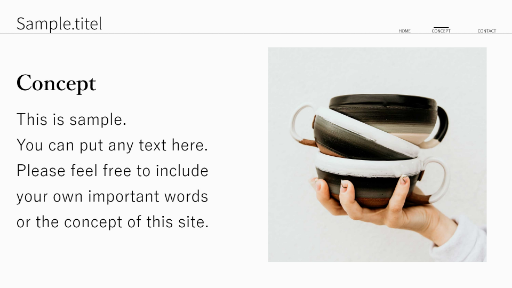 Sample.titel
HOME
CONCEPT
CONTACT
Concept
This is sample.
You can put any text here.
Please feel free to include
your own important words
or the concept of this site.